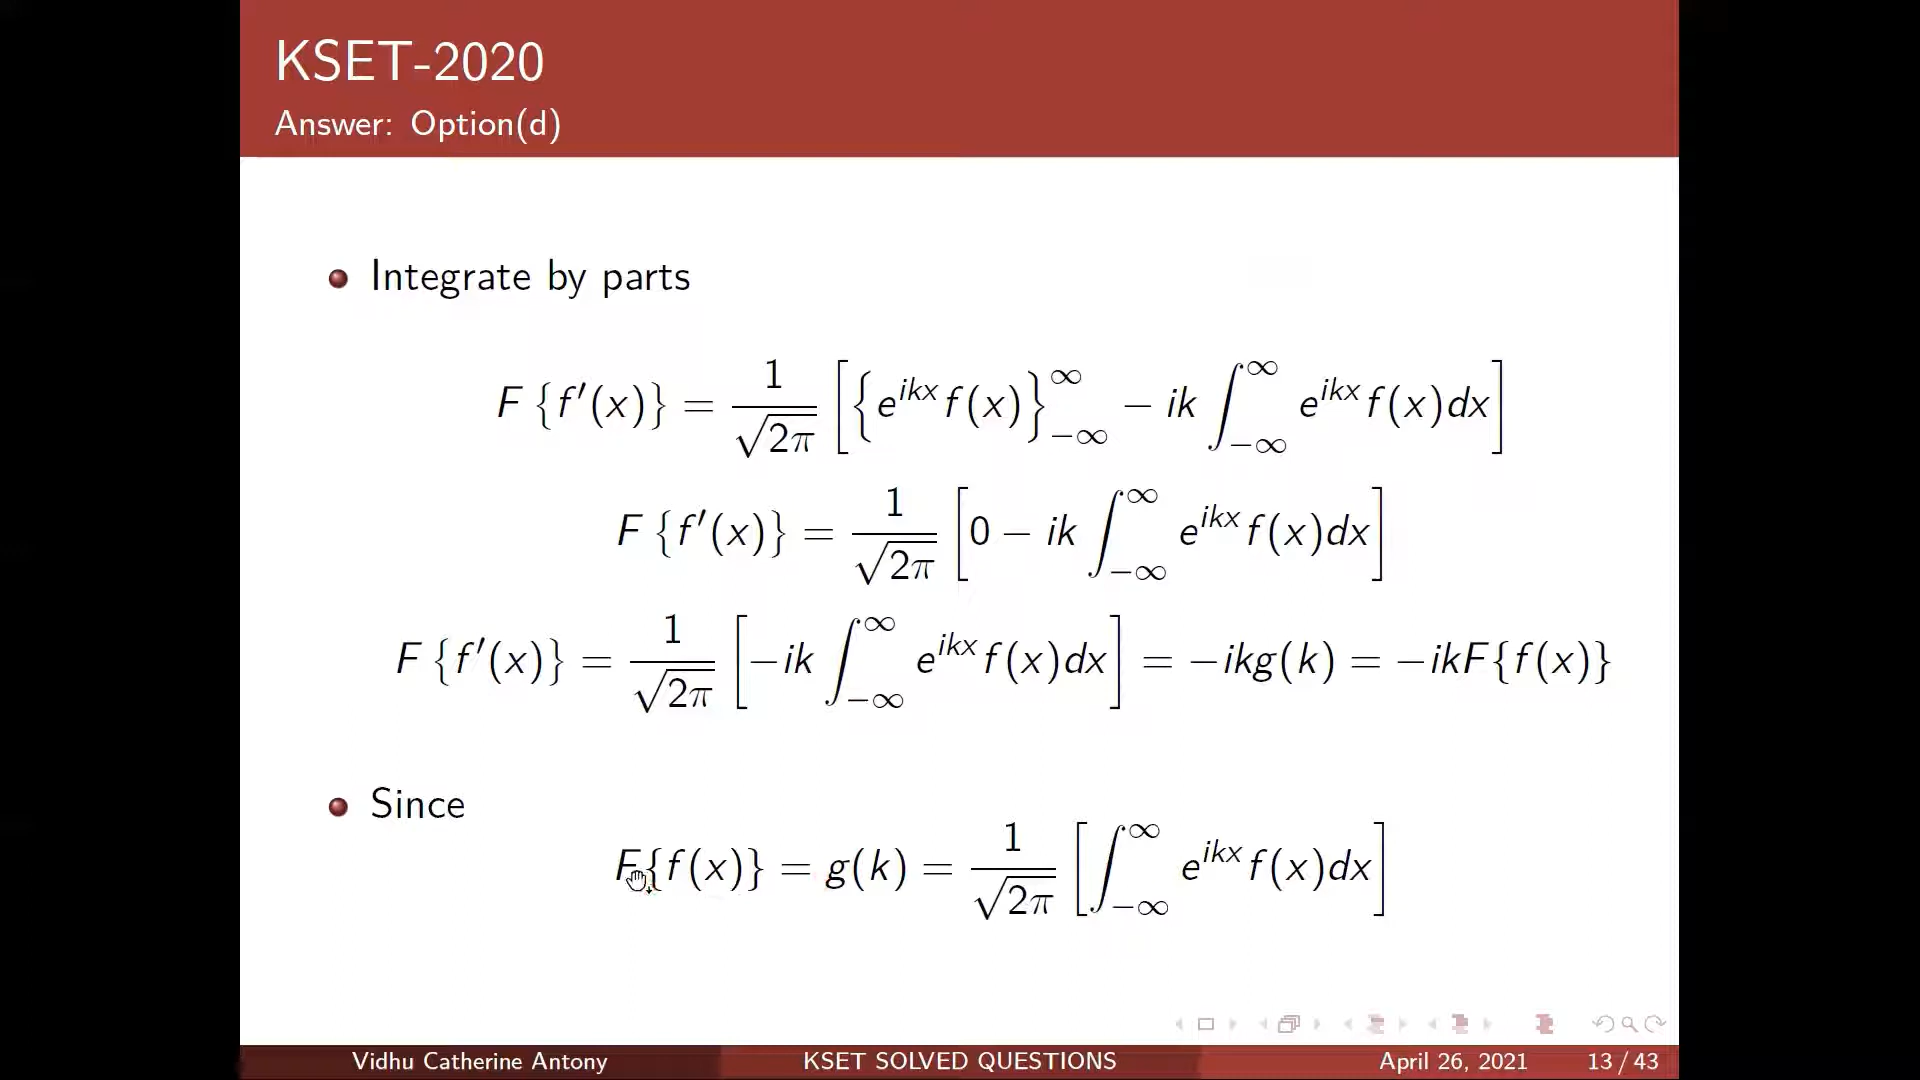 KSET-2020
Answer: Option(d)
Integrate by parts
F {f′(x)} = 1/√2π [{e^{ikx} f(x)}_{−∞}^{∞} − ik ∫_{−∞}^{∞} e^{ikx} f(x)dx]
F {f′(x)} = 1/√2π [0 − ik ∫_{−∞}^{∞} e^{ikx} f(x)dx]
F {f′(x)} = 1/√2π [−ik ∫_{−∞}^{∞} e^{ikx} f(x)dx] = −ikg(k) = −ikF{f(x)}
Since
F{f(x)} = g(k) = 1/√2π [∫_{−∞}^{∞} e^{ikx} f(x)dx]
Vidhu Catherine Antony KSET SOLVED QUESTIONS April 26, 2021 13 / 43